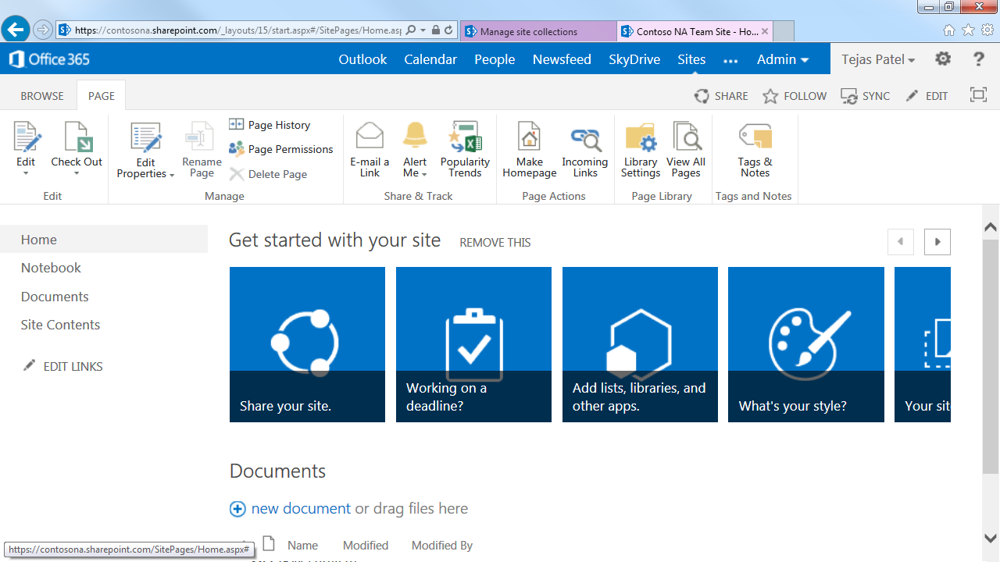 https://contosona.sharepoint.com/_layouts/15/start.aspx#/SitePages/Home.asp
Manage site collections
Contoso NA Team Site - Ho...
Office 365
Outlook Calendar People Newsfeed SkyDrive Sites ... Admin
Tejas Patel
?
BROWSE PAGE
SHARE FOLLOW SYNC EDIT
Edit
Check Out
Edit
Edit Properties
Rename Page
Page History
Page Permissions
Delete Page
Manage
E-mail a Link
Alert Me
Popularity Trends
Share & Track
Make Homepage
Incoming Links
Page Actions
Library Settings
View All Pages
Page Library
Tags & Notes
Tags and Notes
Home
Notebook
Documents
Site Contents
EDIT LINKS
Get started with your site REMOVE THIS
Share your site.
Working on a
deadline?
Add lists, libraries, and
other apps.
What's your style?
Your sit
Documents
new document or drag files here
Name Modified Modified By
https://contosona.sharepoint.com/SitePages/Home.aspx#